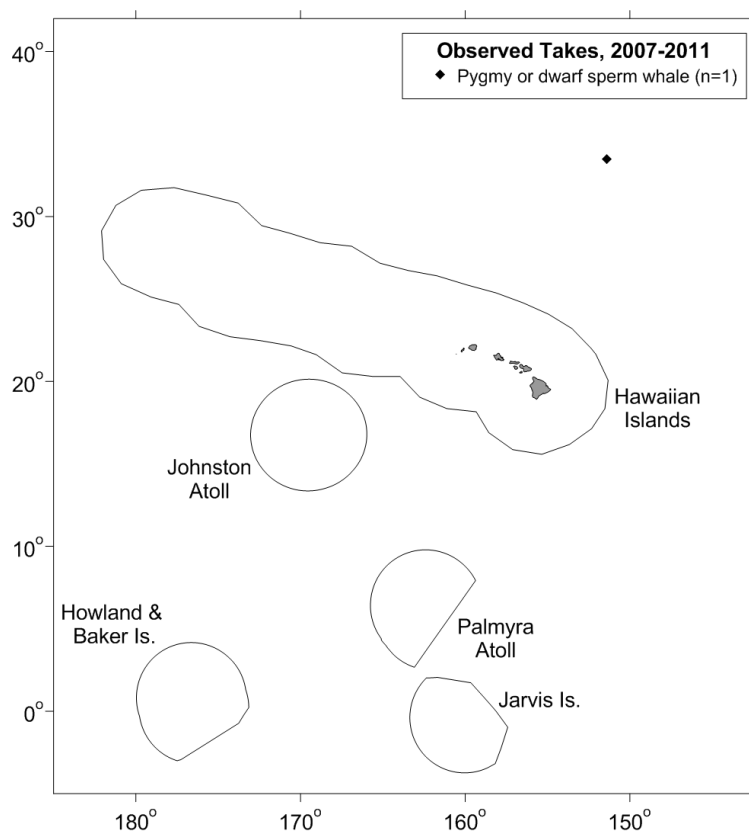 Observed Takes, 2007-2011
Pygmy or dwarf sperm whale (n=1)
40°
30°
20°
10°
0°
Hawaiian
Islands
Johnston
Atoll
Howland &
Baker Is.
Palmyra
Atoll
Jarvis Is.
180°
170°
160°
150°